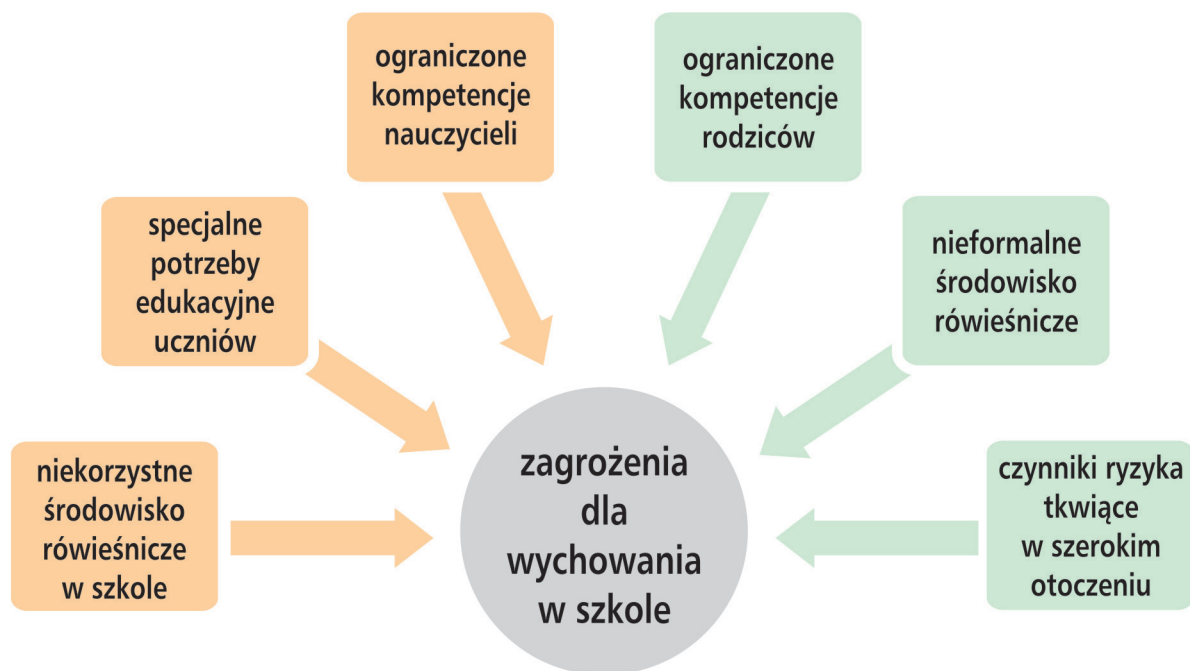 ograniczone
kompetencje
nauczycieli
ograniczone
kompetencje
rodziców
specjalne
potrzeby
edukacyjne
uczniów
nieformalne
środowisko
rówieśnicze
niekorzystne
środowisko
rówieśnicze
w szkole
zagrożenia
dla
wychowania
w szkole
czynniki ryzyka
tkwiące
w szerokim
otoczeniu